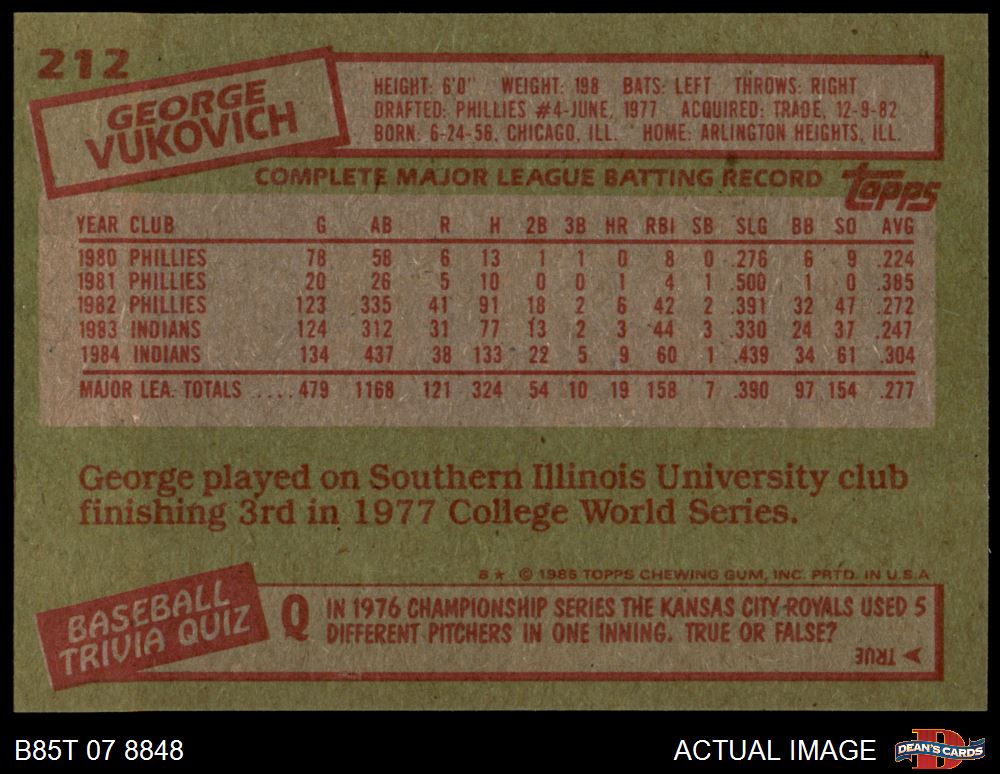 212
GEORGE
VUKOVICH
HEIGHT: 6'0" WEIGHT: 198 BATS: LEFT THROWS: RIGHT
DRAFTED: PHILLIES #4-JUNE, 1977 ACQUIRED: TRADE, 12-9-82
BORN: 6-24-56, CHICAGO, ILL. HOME: ARLINGTON HEIGHTS, ILL.
COMPLETE MAJOR LEAGUE BATTING RECORD topps
YEAR CLUB G AB R H 2B 3B HR RBI SB SLG BB SO AVG
1980 PHILLIES 78 58 6 13 1 1 0 8 0 .276 6 9 .224
1981 PHILLIES 20 26 5 10 0 0 1 4 1 .500 1 0 .385
1982 PHILLIES 123 335 41 91 18 2 6 42 2 .391 32 47 .272
1983 INDIANS 124 312 31 77 13 2 3 44 3 .330 24 37 .247
1984 INDIANS 134 437 38 133 22 5 9 60 1 .439 34 61 .304
MAJOR LEA. TOTALS .... 479 1168 121 324 54 10 19 158 7 .390 97 154 .277
George played on Southern Illinois University club
finishing 3rd in 1977 College World Series.
B★ © 1985 TOPPS CHEWING GUM, INC. PRTD. IN U.S.A
BASEBALL
TRIVIA QUIZ
Q IN 1976 CHAMPIONSHIP SERIES THE KANSAS CITY ROYALS USED 5
DIFFERENT PITCHERS IN ONE INNING. TRUE OR FALSE?
TRUE
B85T 07 8848
ACTUAL IMAGE
D
DEAN'S CARDS